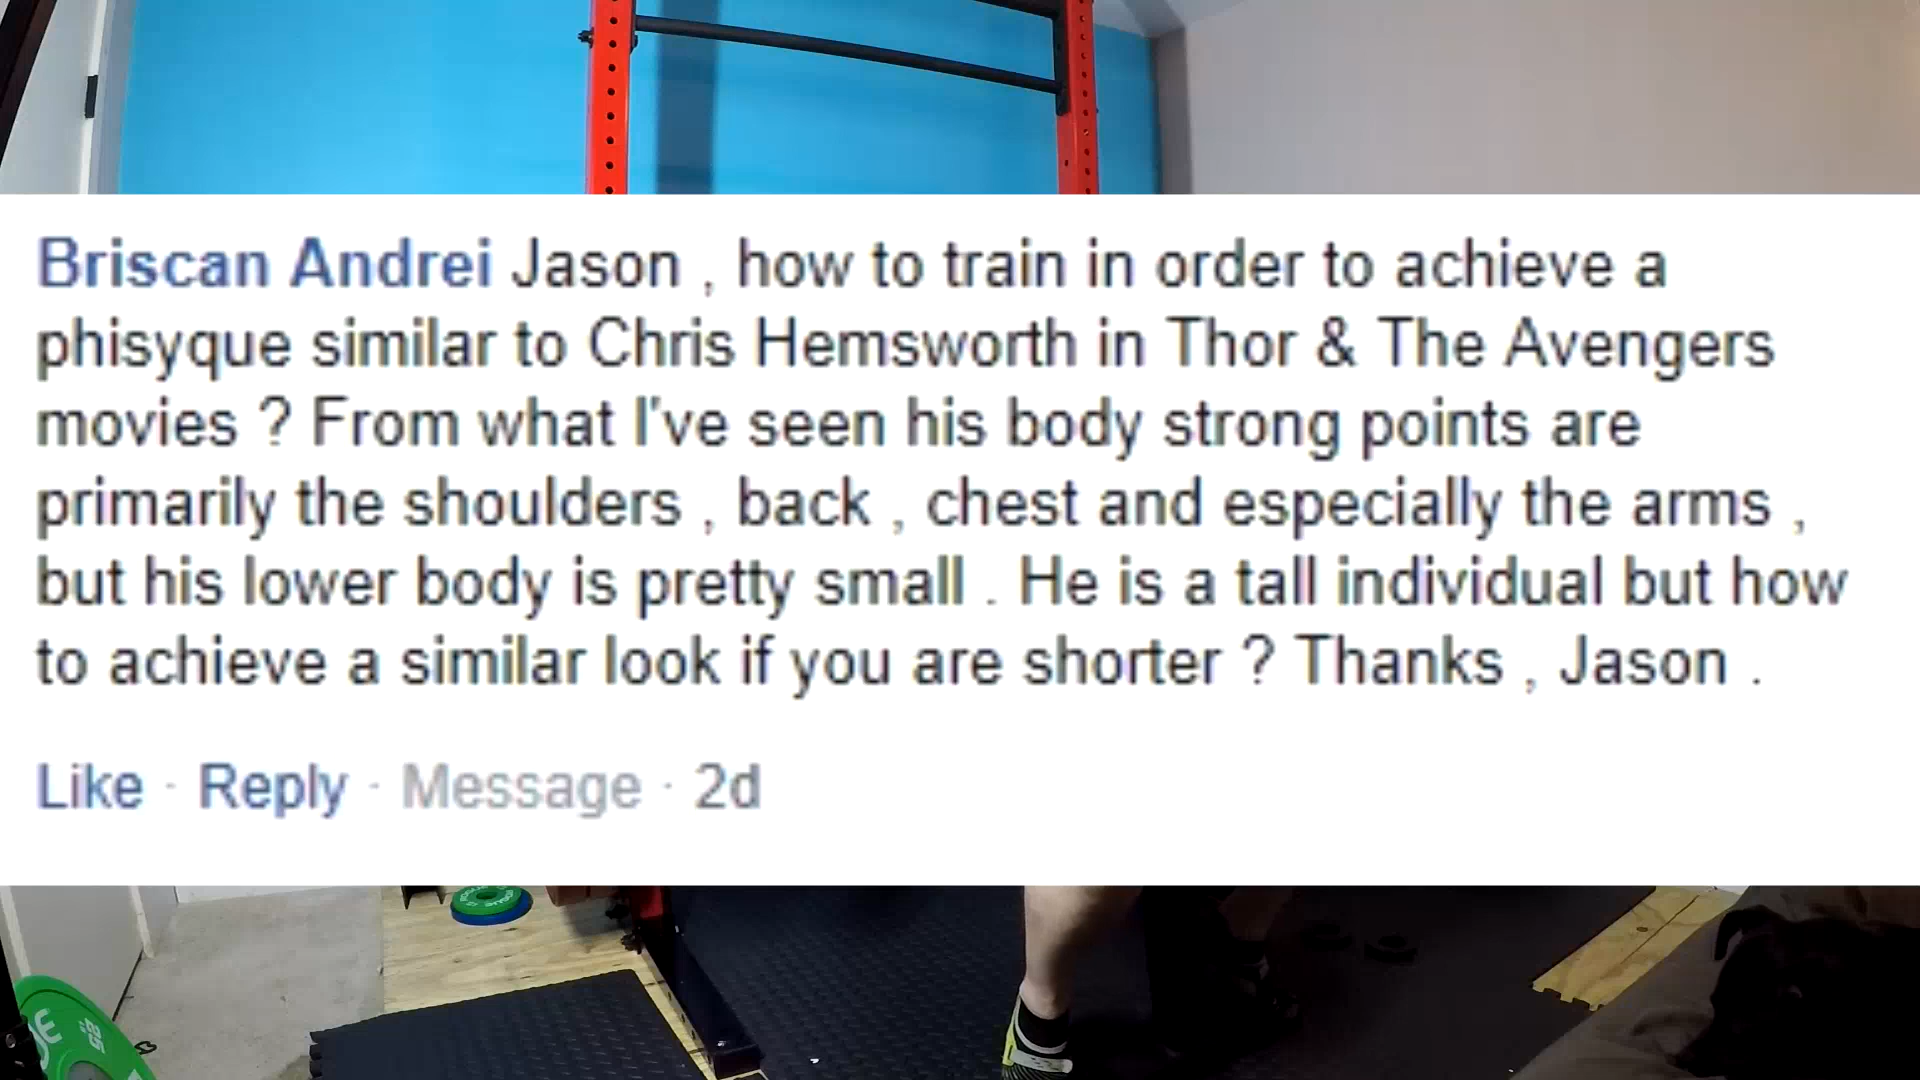 Briscan Andrei Jason , how to train in order to achieve a
phisyque similar to Chris Hemsworth in Thor & The Avengers
movies ? From what I've seen his body strong points are
primarily the shoulders , back , chest and especially the arms ,
but his lower body is pretty small . He is a tall individual but how
to achieve a similar look if you are shorter ? Thanks , Jason .
Like · Reply · Message · 2d
25